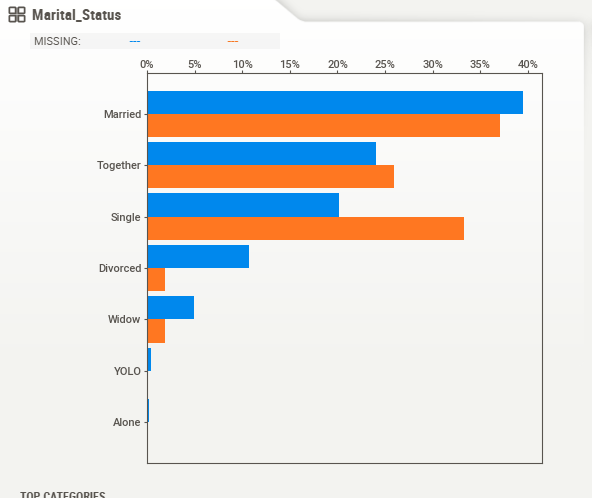 Marital_Status
MISSING: --- ---
0% 5% 10% 15% 20% 25% 30% 35% 40%
Married
Together
Single
Divorced
Widow
YOLO
Alone
TOP CATEGORIES